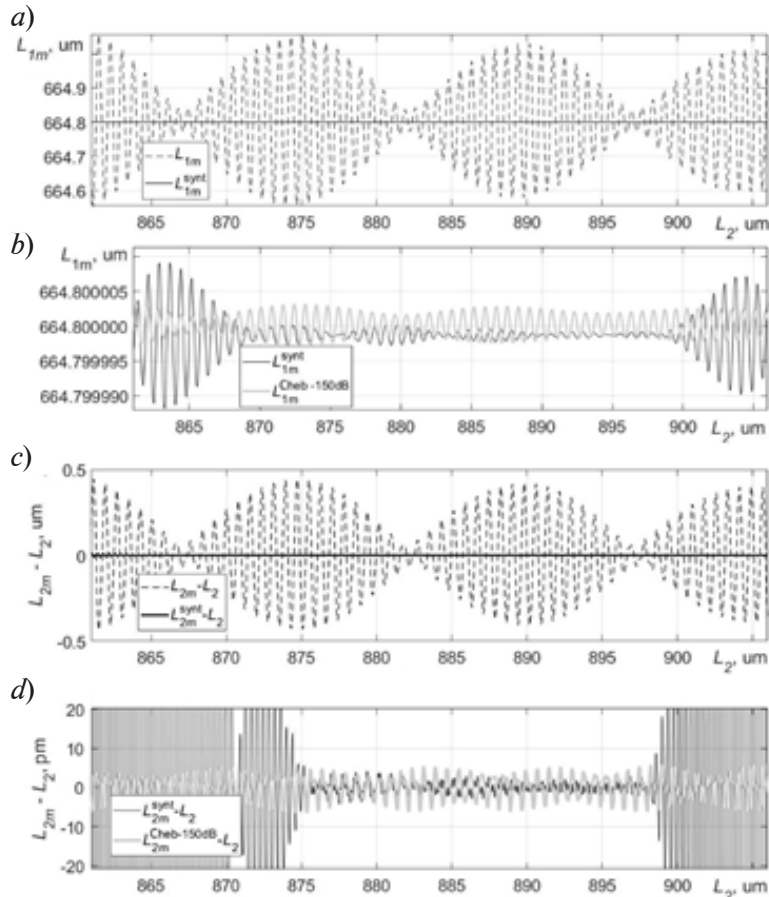 a)
L1m, um
664.9
664.8
664.7
664.6
L1m
L1m synt
865 870 875 880 885 890 895 900 L2, um
b)
L1m, um
664.800005
664.800000
664.799995
664.799990
L1m synt
L1m Cheb -150dB
865 870 875 880 885 890 895 900 L2, um
c)
L2m - L2, um
0.5
0
-0.5
L2m-L2
L2m synt-L2
865 870 875 880 885 890 895 900 L2, um
d)
L2m - L2, pm
20
10
0
-10
-20
L2m synt-L2
L2m Cheb-150dB-L2
865 870 875 880 885 890 895 900 L2, um